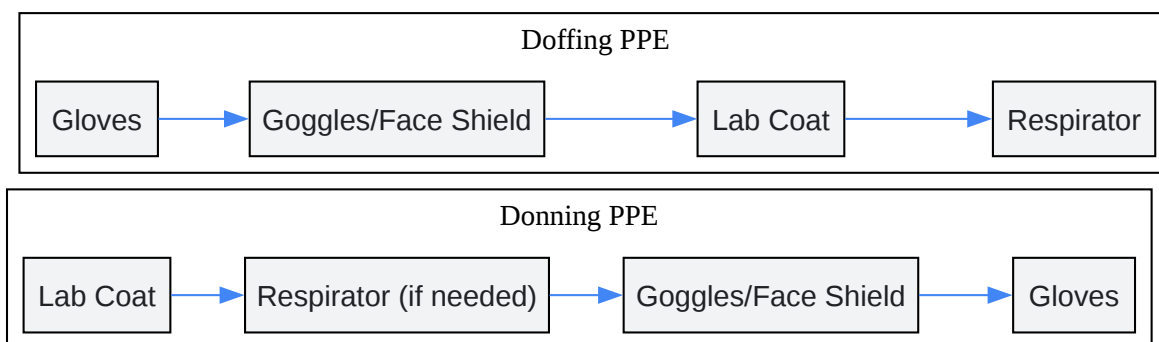 Doffing PPE
Gloves
Goggles/Face Shield
Lab Coat
Respirator
Donning PPE
Lab Coat
Respirator (if needed)
Goggles/Face Shield
Gloves